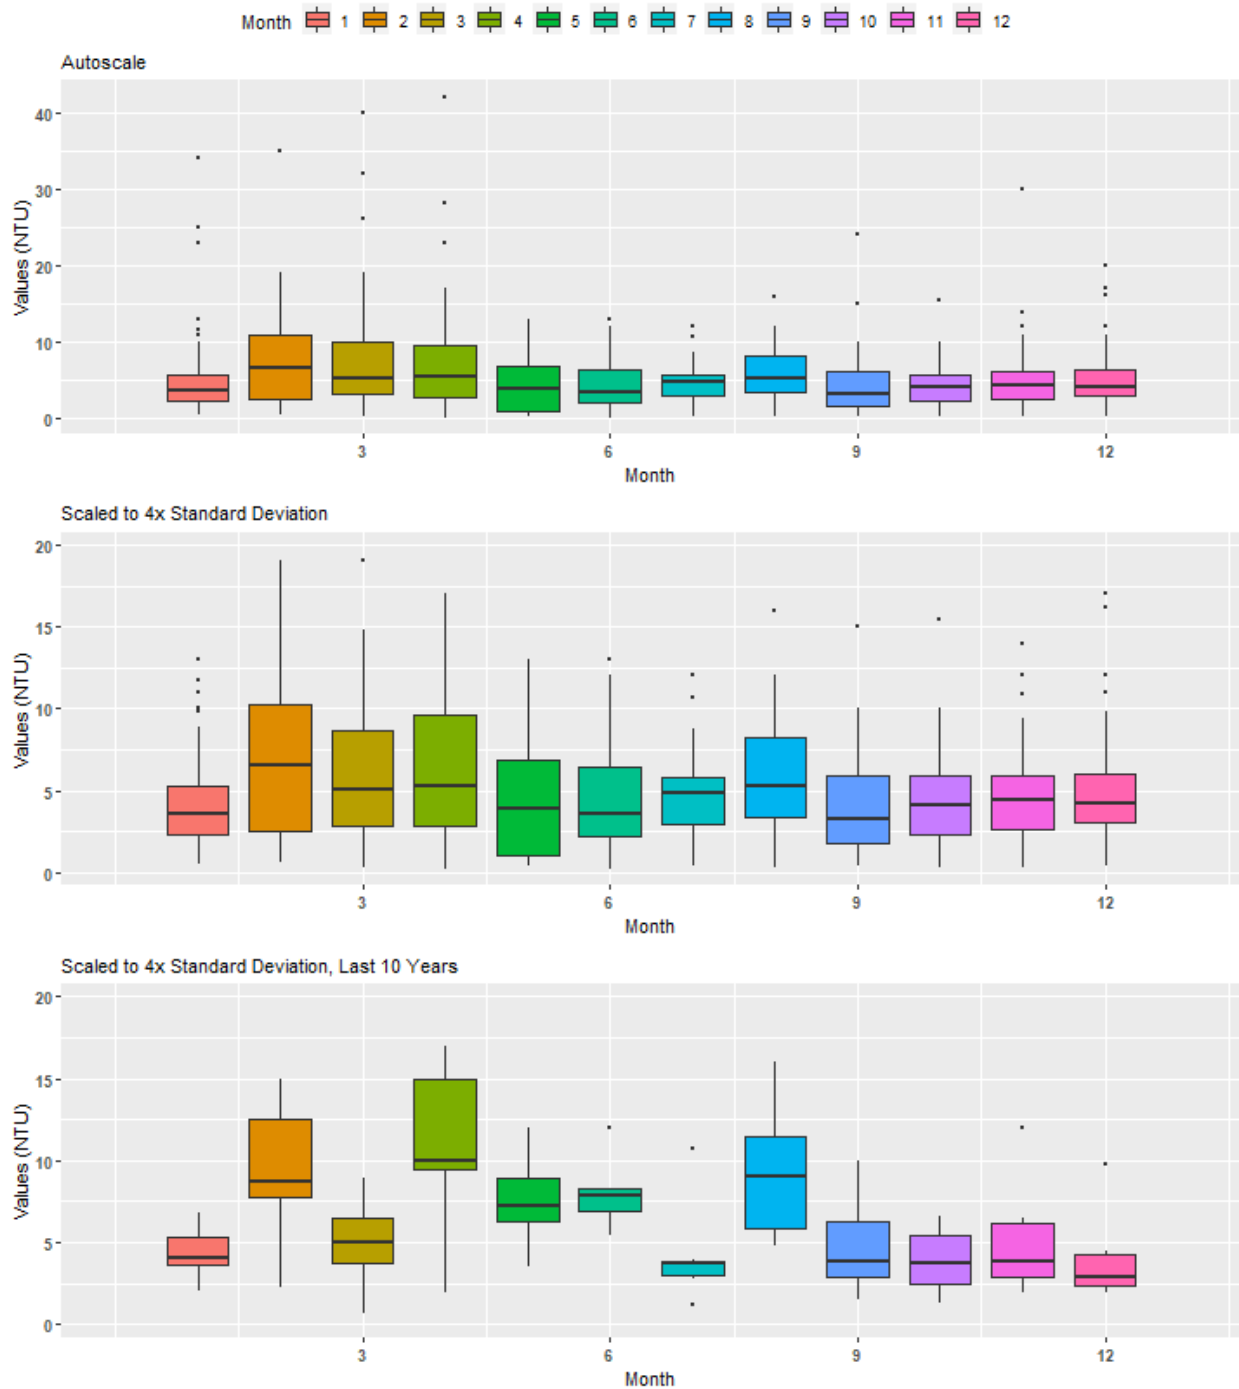 Month 1 2 3 4 5 6 7 8 9 10 11 12
Autoscale
Values (NTU)
40
30
20
10
0
3 6 9 12
Month
Scaled to 4x Standard Deviation
Values (NTU)
20
15
10
5
0
3 6 9 12
Month
Scaled to 4x Standard Deviation, Last 10 Years
Values (NTU)
20
15
10
5
0
3 6 9 12
Month